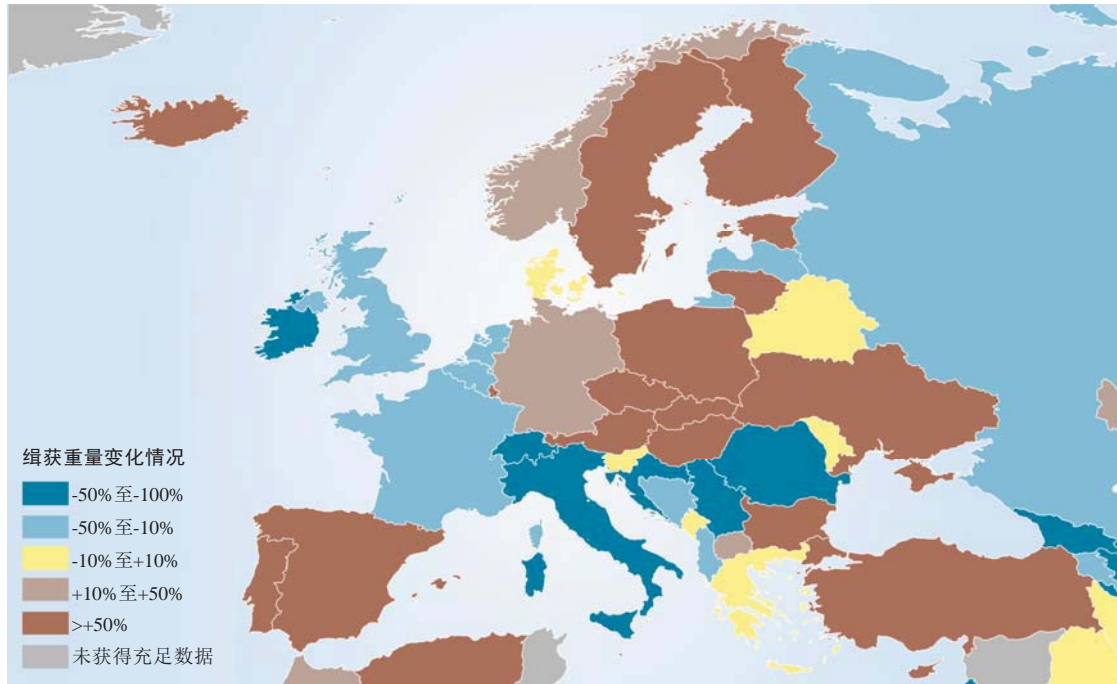 缉获重量变化情况
-50% 至 -100%
-50% 至 -10%
-10% 至 +10%
+10% 至 +50%
>+50%
未获得充足数据